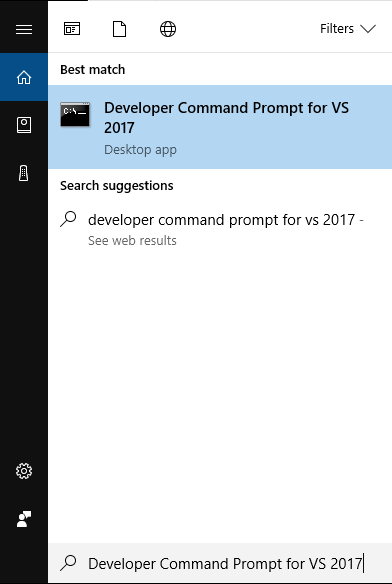 Filters
Best match
C:\_
Developer Command Prompt for VS
2017
Desktop app
Search suggestions
developer command prompt for vs 2017 -
See web results
Developer Command Prompt for VS 2017